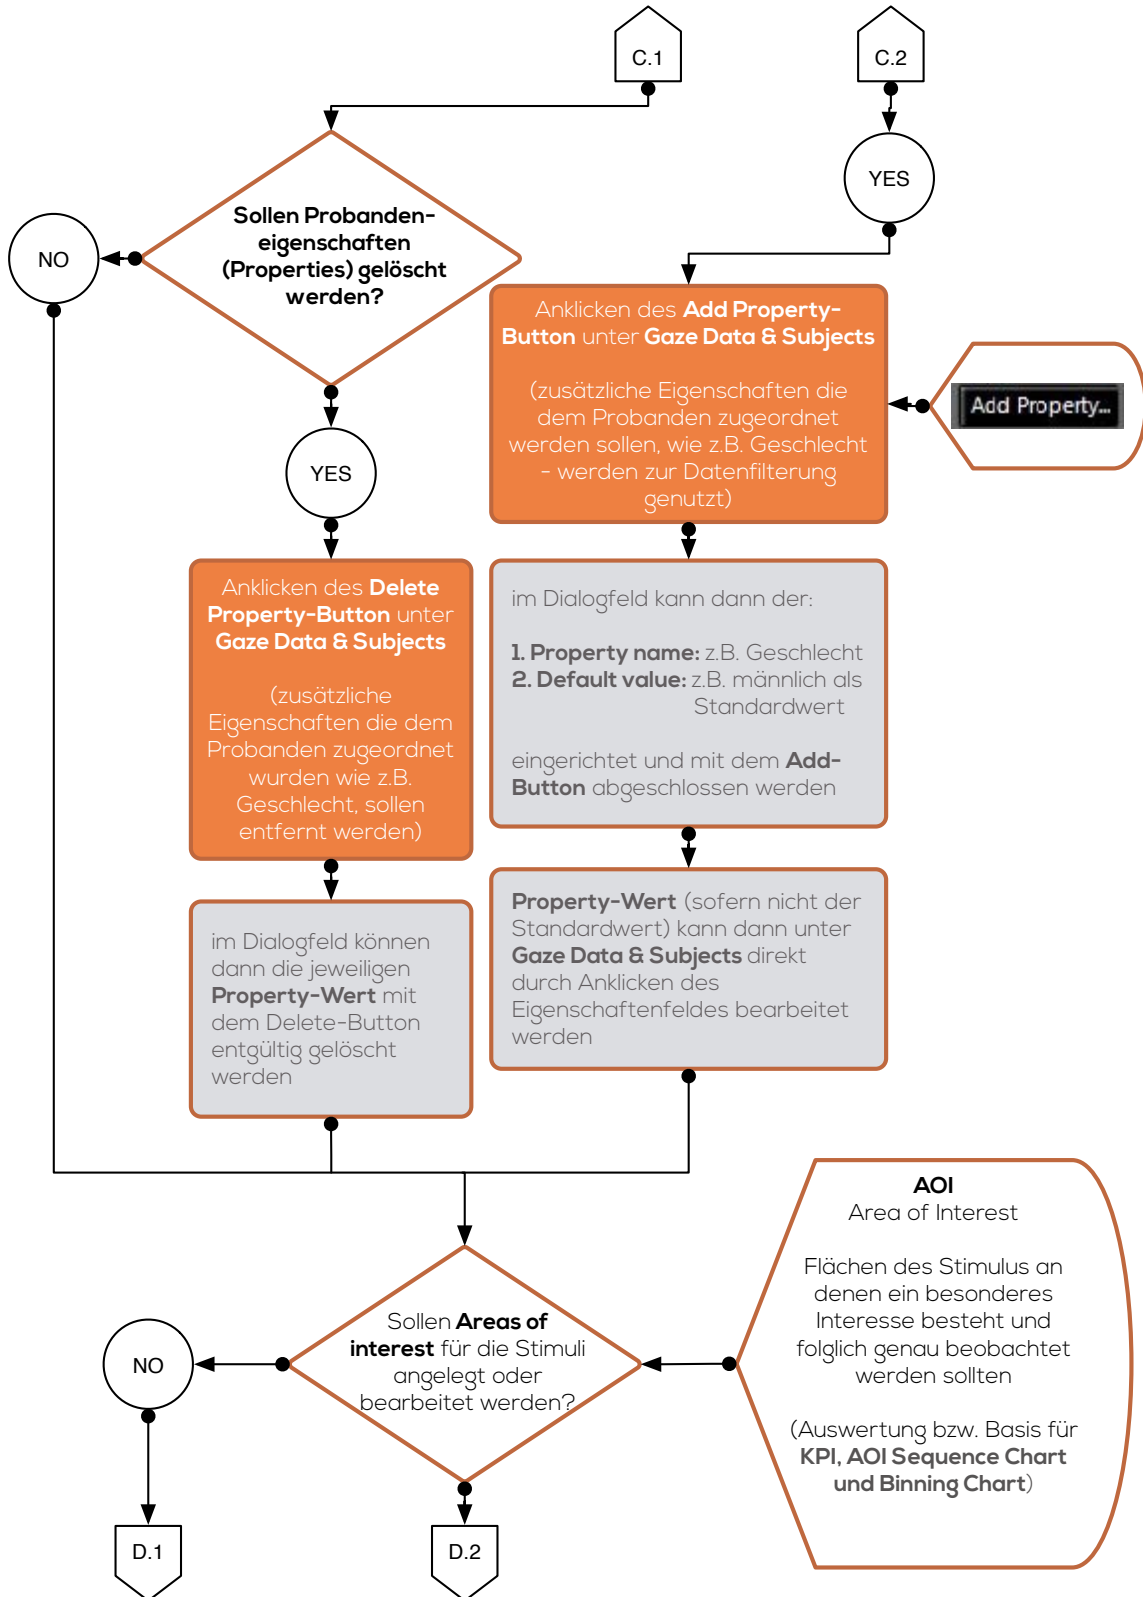 C.1
C.2
YES
Sollen Probanden-
eigenschaften
(Properties) gelöscht
werden?
NO
YES
Anklicken des Add Property-
Button unter Gaze Data & Subjects
(zusätzliche Eigenschaften die
dem Probanden zugeordnet
werden sollen, wie z.B. Geschlecht
- werden zur Datenfilterung
genutzt)
Add Property...
Anklicken des Delete
Property-Button unter
Gaze Data & Subjects
(zusätzliche
Eigenschaften die dem
Probanden zugeordnet
wurden wie z.B.
Geschlecht, sollen
entfernt werden)
im Dialogfeld kann dann der:
1. Property name: z.B. Geschlecht
2. Default value: z.B. männlich als
Standardwert
eingerichtet und mit dem Add-
Button abgeschlossen werden
im Dialogfeld können
dann die jeweiligen
Property-Wert mit
dem Delete-Button
entgültig gelöscht
werden
Property-Wert (sofern nicht der
Standardwert) kann dann unter
Gaze Data & Subjects direkt
durch Anklicken des
Eigenschaftenfeldes bearbeitet
werden
Sollen Areas of
interest für die Stimuli
angelegt oder
bearbeitet werden?
NO
AOI
Area of Interest
Flächen des Stimulus an
denen ein besonderes
Interesse besteht und
folglich genau beobachtet
werden sollten
(Auswertung bzw. Basis für
KPI, AOI Sequence Chart
und Binning Chart)
D.1
D.2